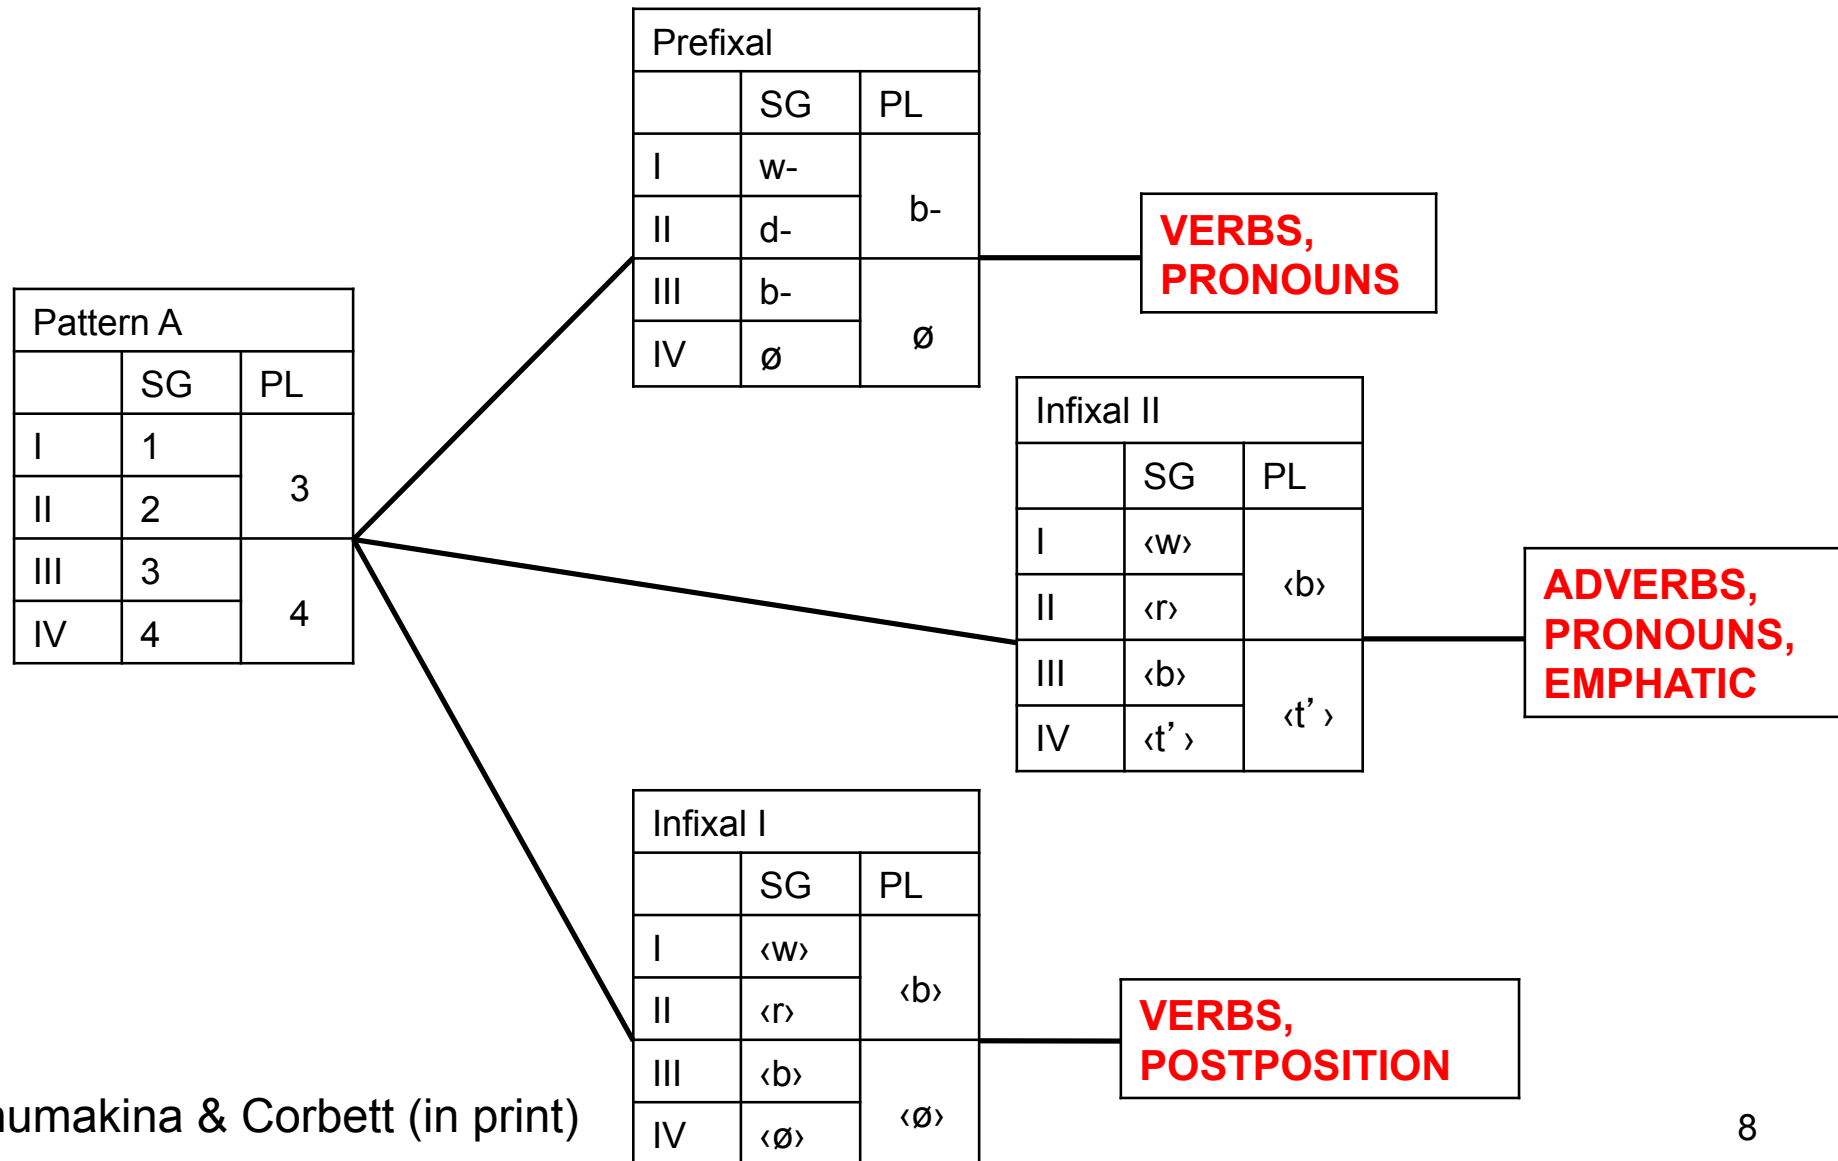 Prefixal
SG PL
I w- b-
II d-
III b- ø
IV ø
VERBS,
PRONOUNS
Pattern A
SG PL
I 1 3
II 2
III 3 4
IV 4
Infixal II
SG PL
I ‹w› ‹b›
II ‹r›
III ‹b› ‹t’›
IV ‹t’›
ADVERBS,
PRONOUNS,
EMPHATIC
Infixal I
SG PL
I ‹w› ‹b›
II ‹r›
III ‹b› ‹ø›
IV ‹ø›
VERBS,
POSTPOSITION
numakina & Corbett (in print)
8